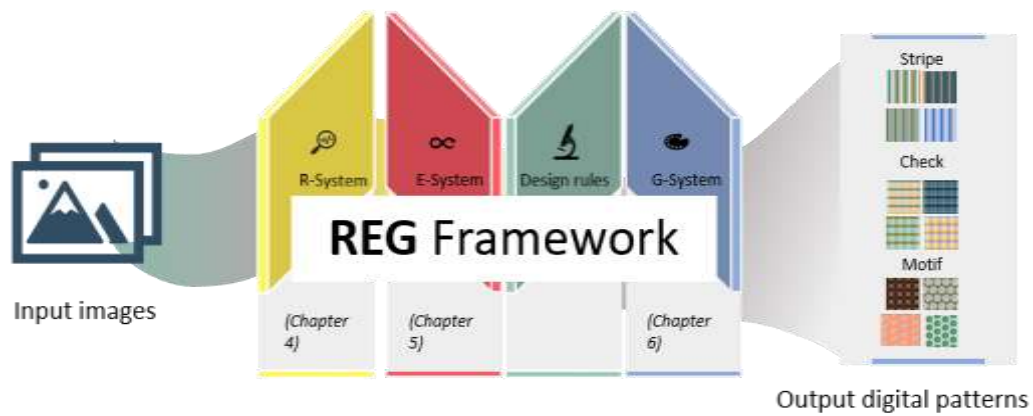 R-System
E-System
Design rules
G-System
REG Framework
(Chapter
4)
(Chapter
5)
(Chapter
6)
Input images
Stripe
Check
Motif
Output digital patterns